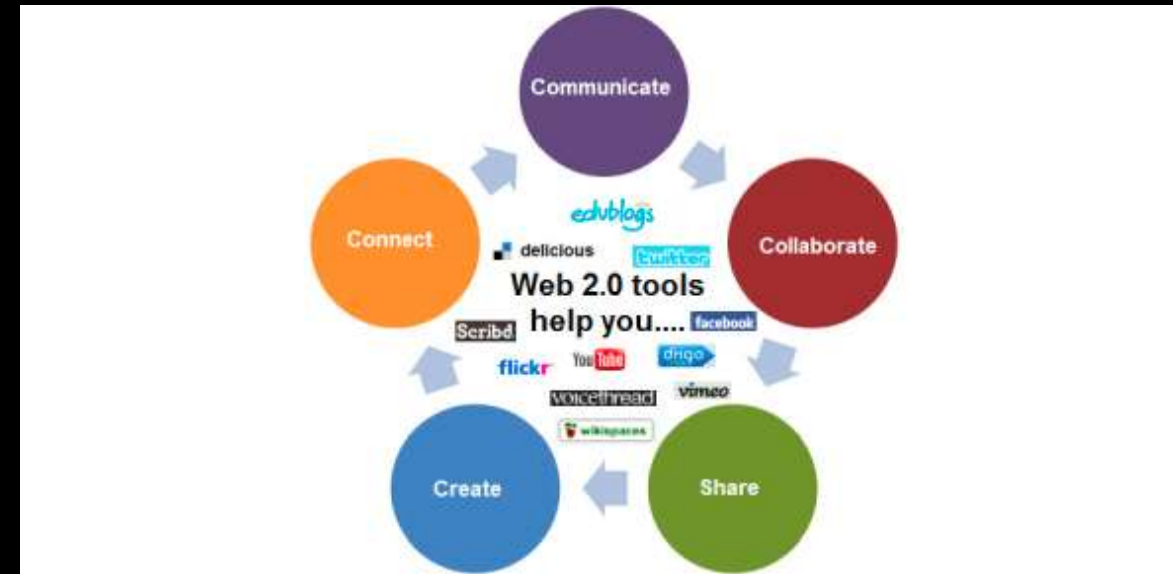 Communicate
Connect
Collaborate
edublogs
delicious
twitter
Web 2.0 tools
help you....
facebook
Scribd
flickr
YouTube
diigo
voicethread
vimeo
wikispaces
Create
Share